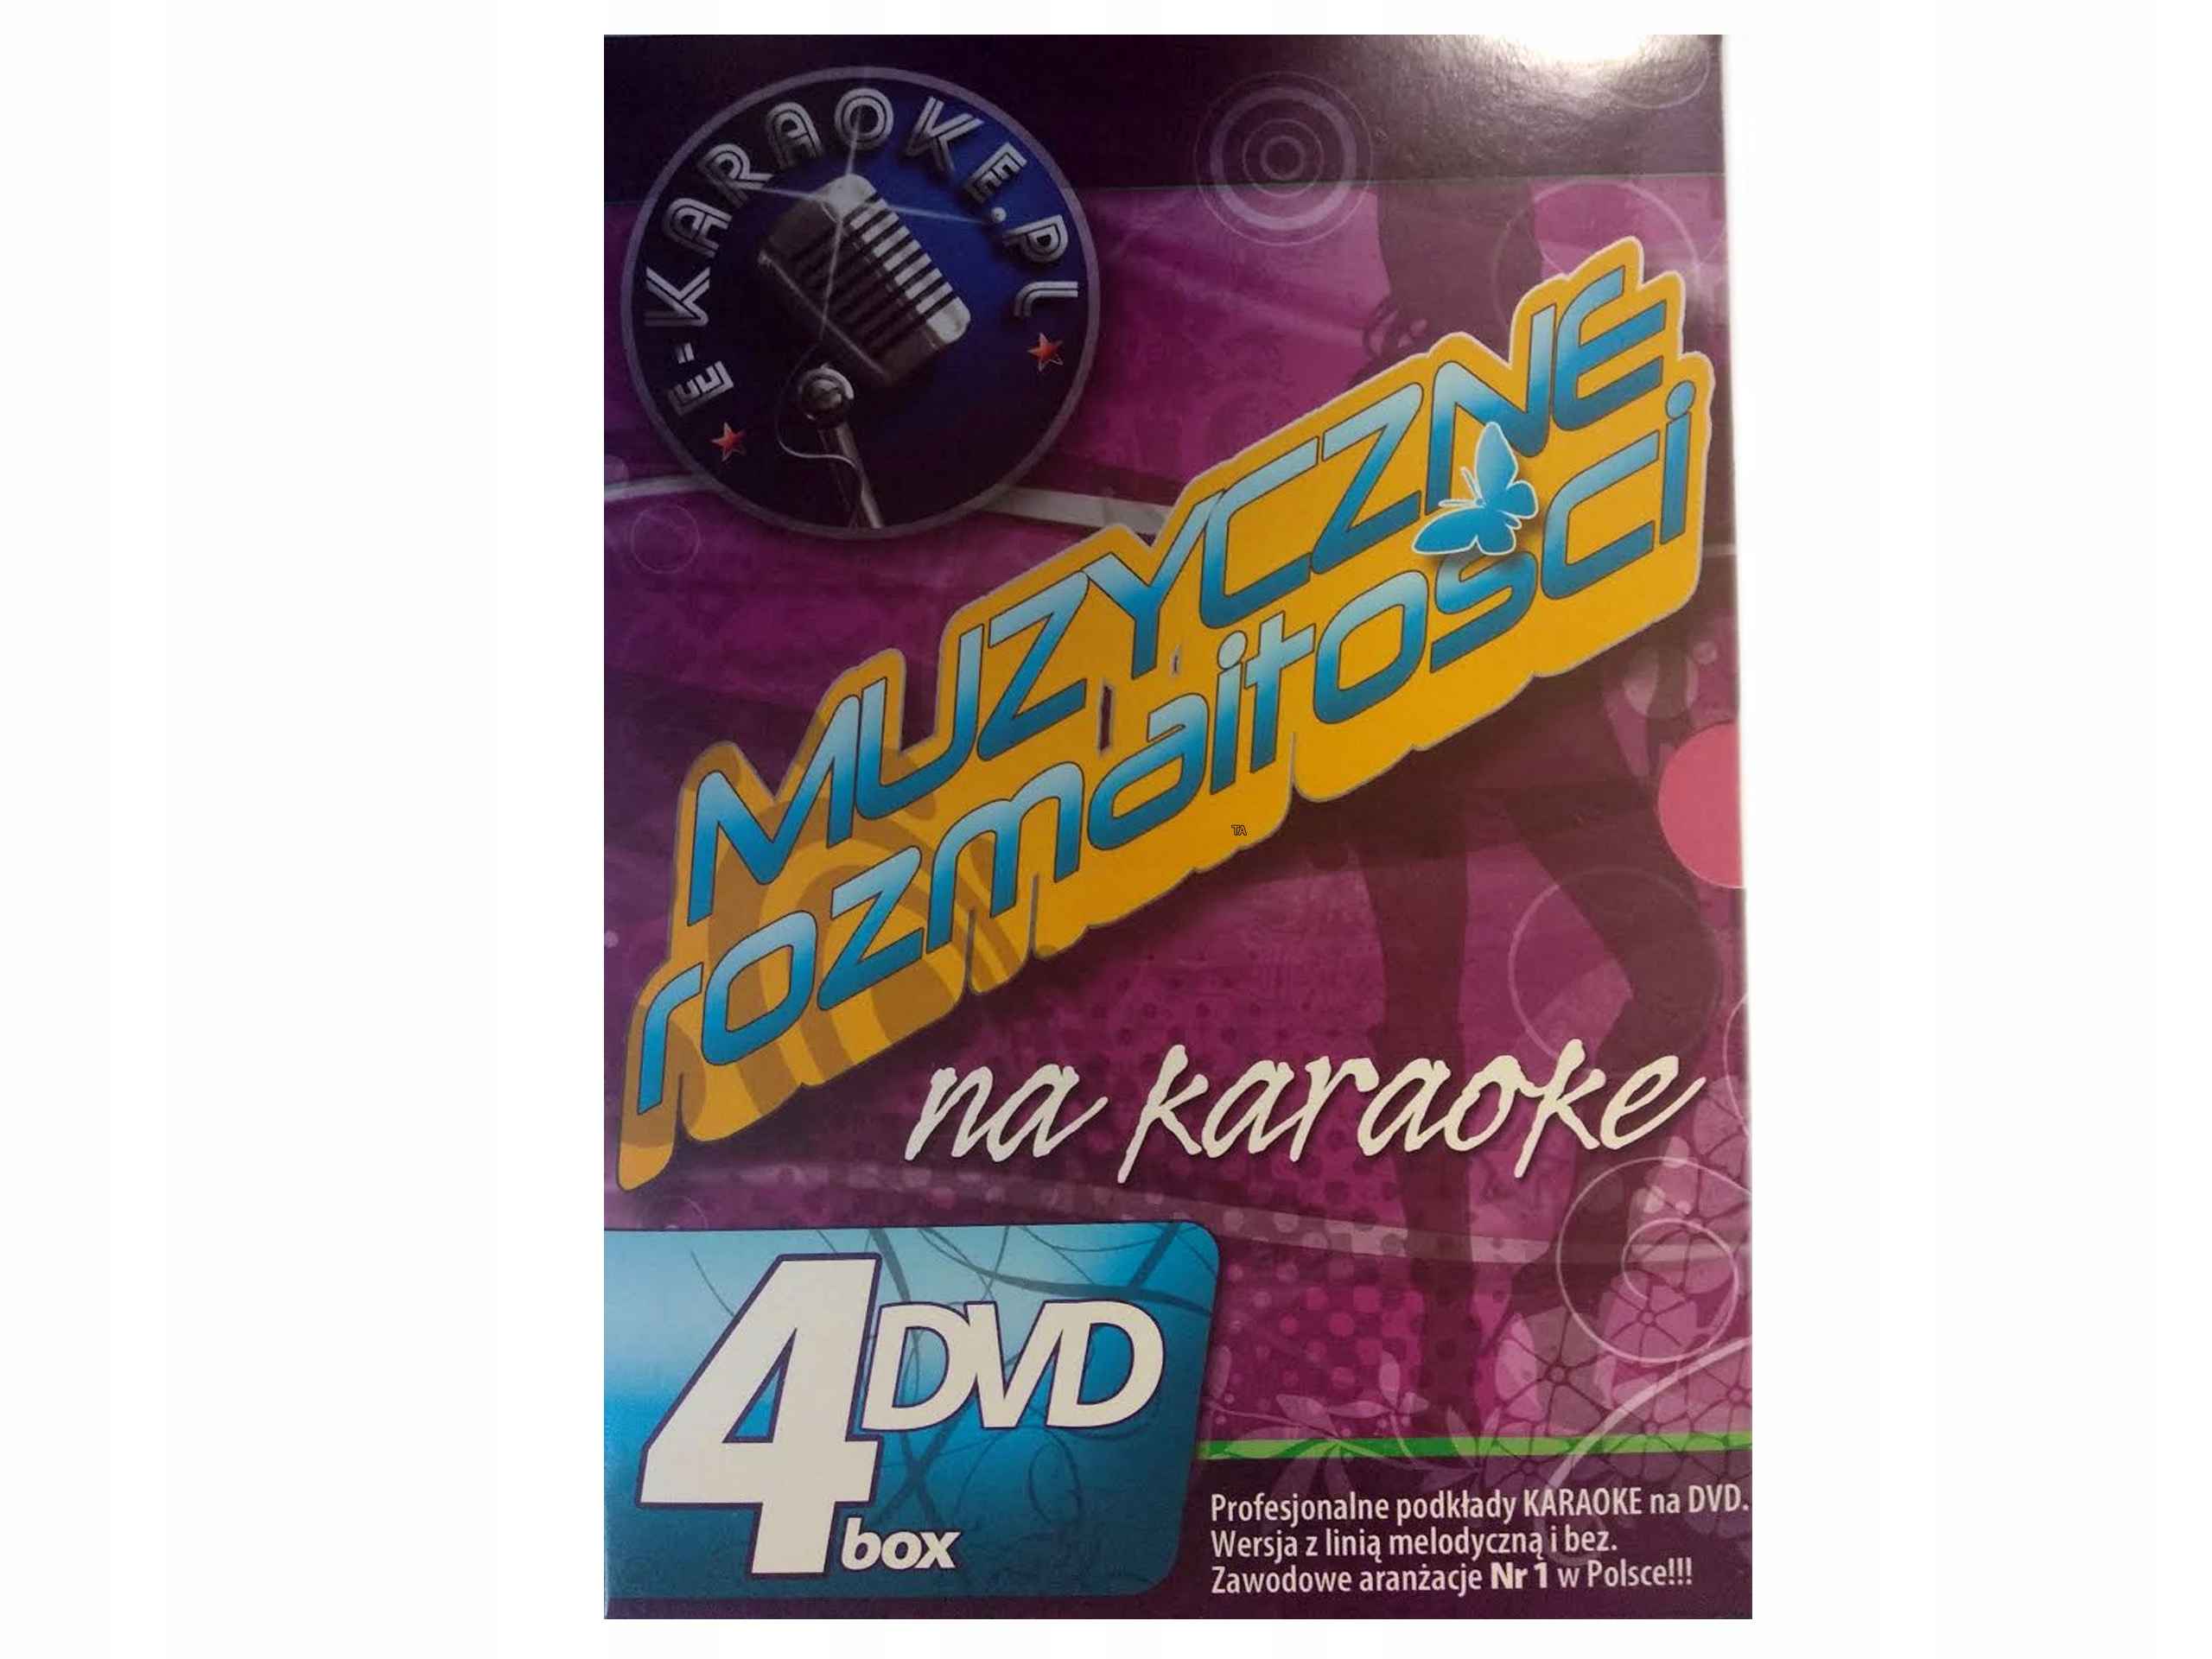 E-KARAOKE.PL
MUZYCZNE
rozmaitości
na karaoke
4 DVD
box
Profesjonalne podkłady KARAOKE na DVD.
Wersja z linią melodyczną i bez.
Zawodowe aranżacje Nr 1 w Polsce!!!
TA